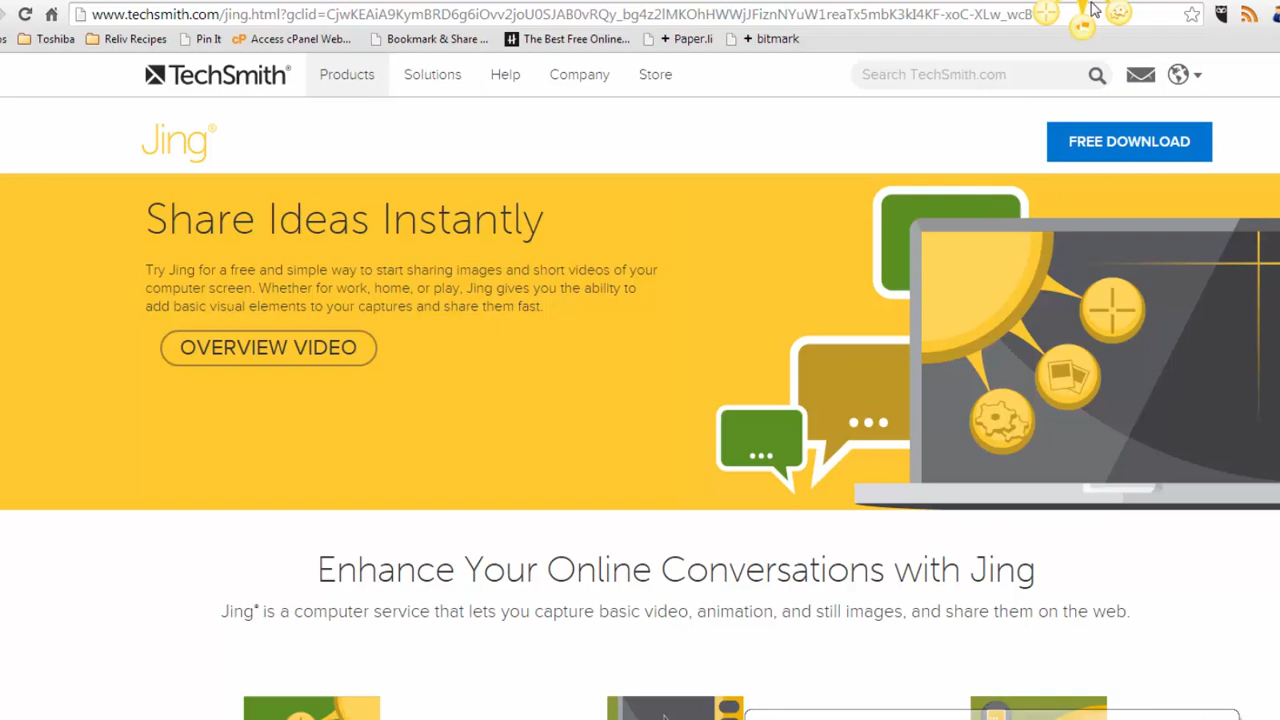 www.techsmith.com/jing.html?gclid=
Toshiba Reliv Recipes Pin It cP Access cPanel Web... Bookmark & Share ... H The Best Free Online... + Paper.li + bitmark
TechSmith® Products Solutions Help Company Store Search TechSmith.com
Jing®
FREE DOWNLOAD
Share Ideas Instantly
Try Jing for a free and simple way to start sharing images and short videos of your
computer screen. Whether for work, home, or play, Jing gives you the ability to
add basic visual elements to your captures and share them fast.
OVERVIEW VIDEO
Enhance Your Online Conversations with Jing
Jing® is a computer service that lets you capture basic video, animation, and still images, and share them on the web.